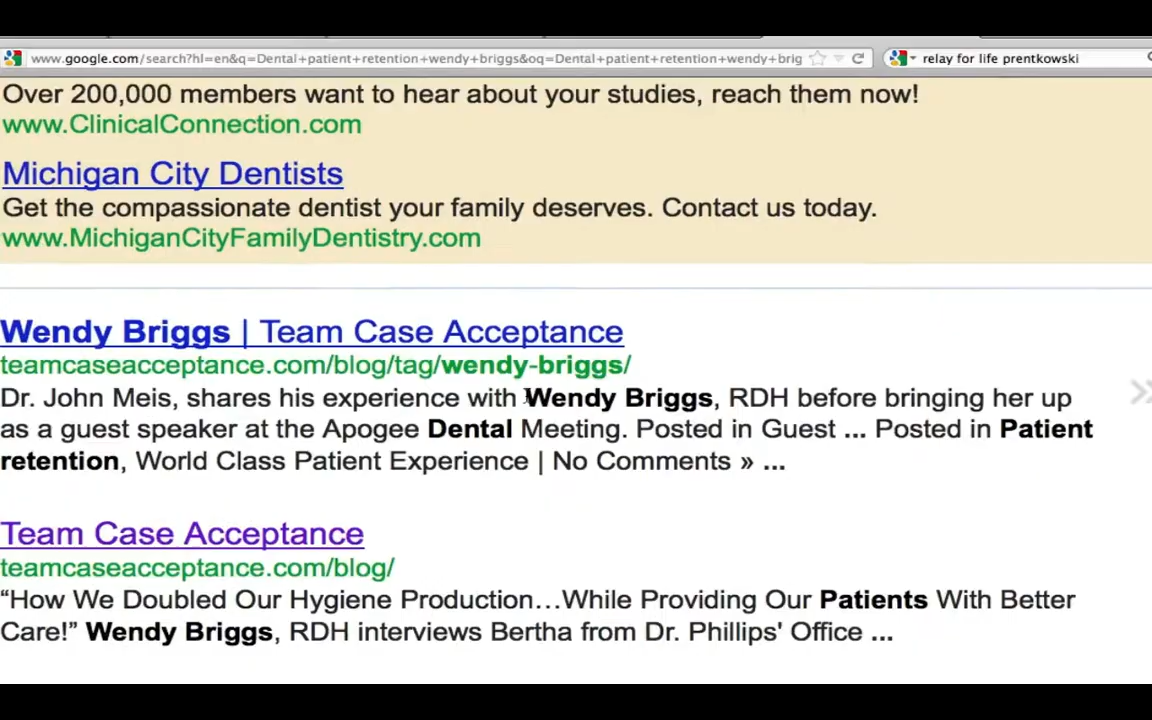 www.google.com/search?hl=en&q=Dental+patient+retention+wendy+briggs&oq=Dental+patient+retention+wendy+brig
relay for life prentkowski
Over 200,000 members want to hear about your studies, reach them now!
www.ClinicalConnection.com
Michigan City Dentists
Get the compassionate dentist your family deserves. Contact us today.
www.MichiganCityFamilyDentistry.com
Wendy Briggs | Team Case Acceptance
teamcaseacceptance.com/blog/tag/wendy-briggs/
Dr. John Meis, shares his experience with Wendy Briggs, RDH before bringing her up
as a guest speaker at the Apogee Dental Meeting. Posted in Guest ... Posted in Patient
retention, World Class Patient Experience | No Comments » ...
Team Case Acceptance
teamcaseacceptance.com/blog/
“How We Doubled Our Hygiene Production…While Providing Our Patients With Better
Care!” Wendy Briggs, RDH interviews Bertha from Dr. Phillips' Office ...